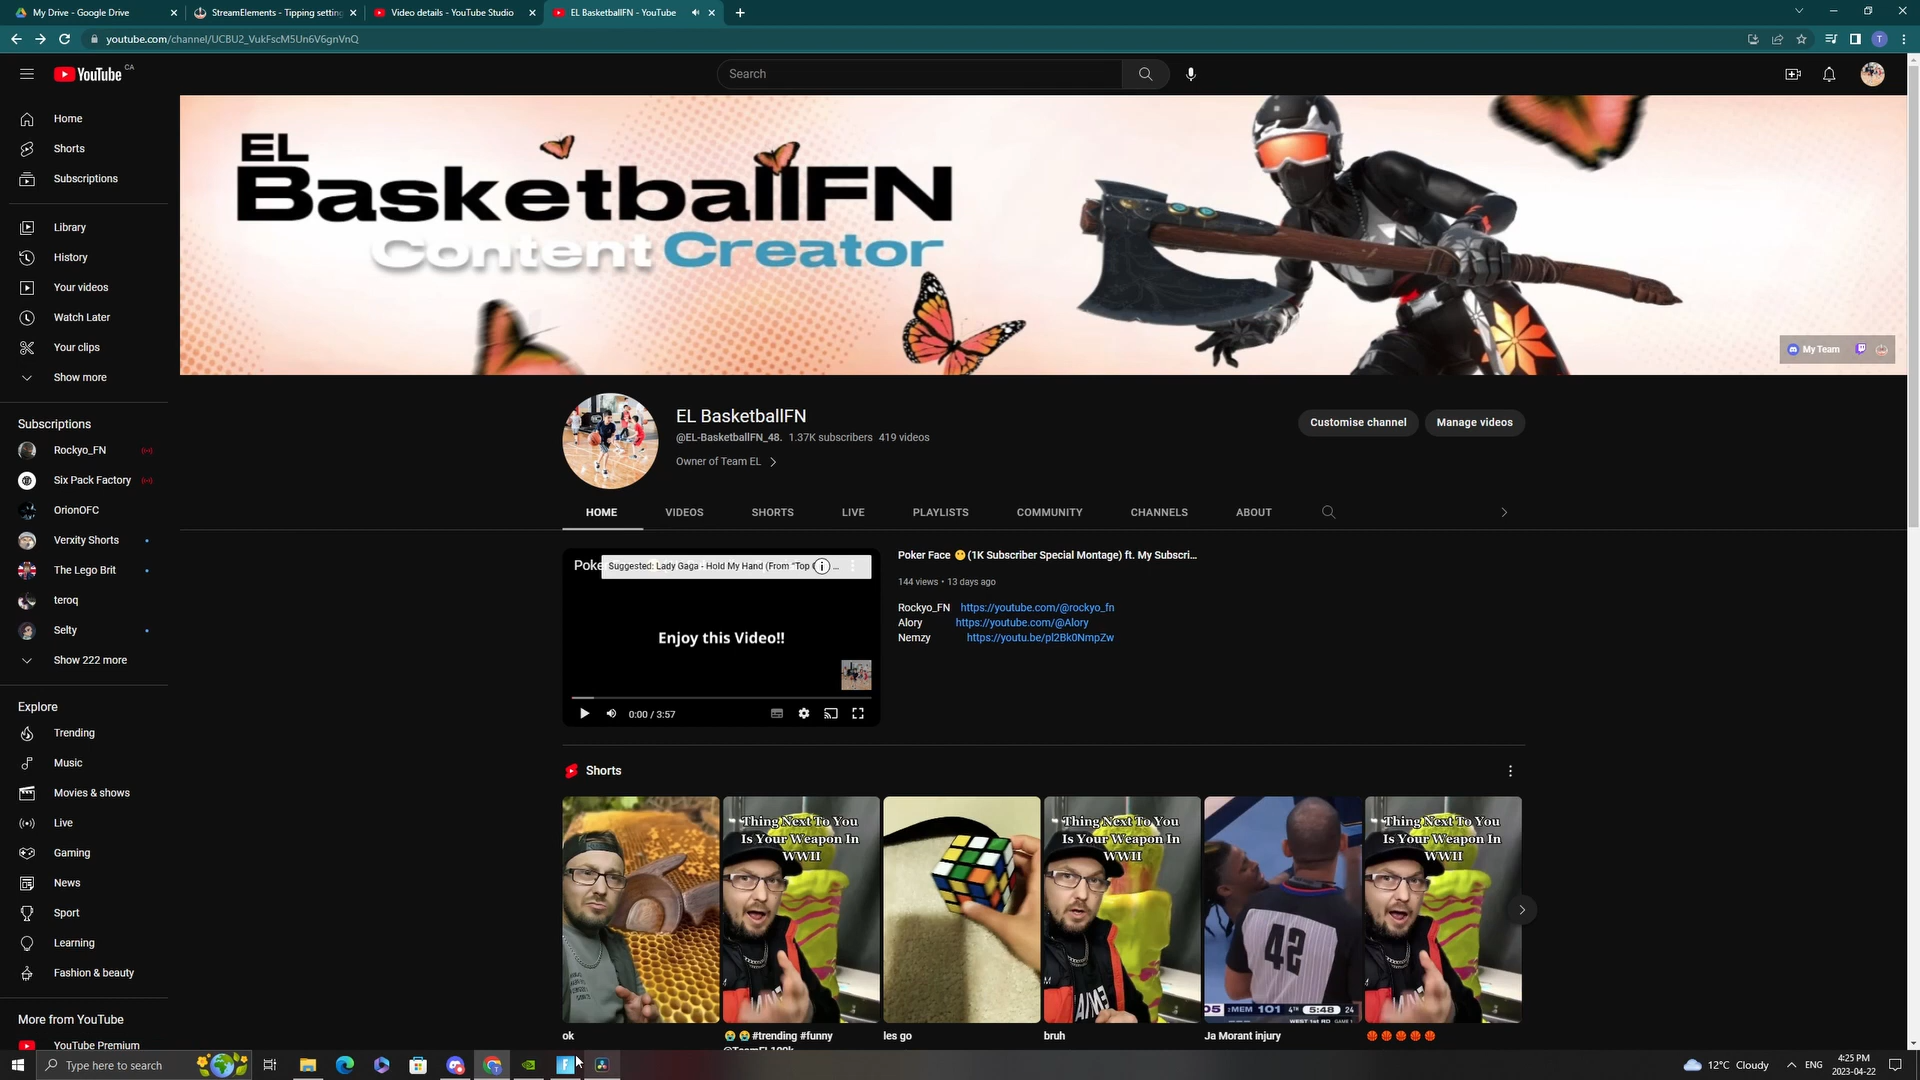 My Drive - Google Drive
StreamElements - Tipping setting
Video details - YouTube Studio
EL BasketballFN - YouTube
youtube.com/channel/UCBU2_VukFscM5Un6V6gnVnQ
T
YouTube CA
Search
Home
Shorts
Subscriptions
Library
History
Your videos
Watch Later
Your clips
Show more
Subscriptions
Rockyo_FN
Six Pack Factory
OrionOFC
Verxity Shorts
The Lego Brit
teroq
Selty
Show 222 more
Explore
Trending
Music
Movies & shows
Live
Gaming
News
Sport
Learning
Fashion & beauty
More from YouTube
YouTube Premium
EL
BasketballFN
Content Creator
My Team
EL BasketballFN
@EL-BasketballFN_48. 1.37K subscribers 419 videos
Owner of Team EL
Customise channel
Manage videos
HOME
VIDEOS
SHORTS
LIVE
PLAYLISTS
COMMUNITY
CHANNELS
ABOUT
Poke
Suggested: Lady Gaga - Hold My Hand (From "Top ...
Enjoy this Video!!
0:00 / 3:57
Poker Face 😶(1K Subscriber Special Montage) ft. My Subscri...
144 views • 13 days ago
Rockyo_FN https://youtube.com/@rockyo_fn
Alory https://youtube.com/@Alory
Nemzy https://youtu.be/pl2Bk0NmpZw
Shorts
Thing Next To You
Is Your Weapon In
WWII
Thing Next To You
Is Your Weapon In
WWII
42
05 :MEM 101 4TH 5:48 24
Thing Next To You
Is Your Weapon In
WWII
ok
😭😭#trending #funny
@TeamEL100k
les go
bruh
Ja Morant injury
🏀🏀🏀🏀🏀
Type here to search
12°C Cloudy
ENG
4:25 PM
2023-04-22